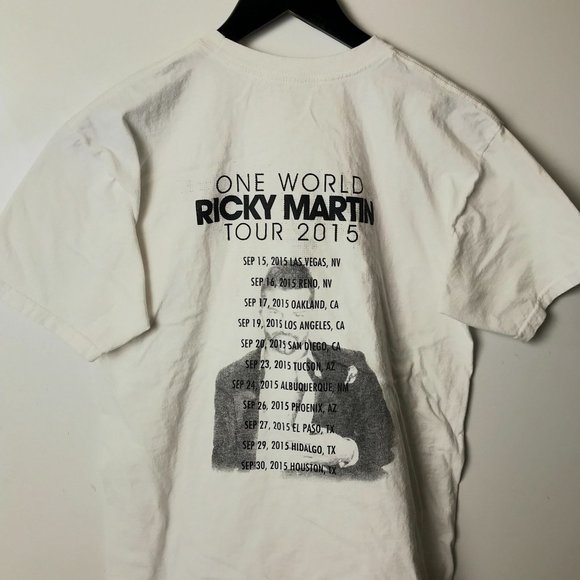 ONE WORLD
RICKY MARTIN
TOUR 2015
SEP 15, 2015 LAS VEGAS, NV
SEP 16, 2015 RENO, NV
SEP 17, 2015 OAKLAND, CA
SEP 19, 2015 LOS ANGELES, CA
SEP 20, 2015 SAN DIEGO, CA
SEP 23, 2015 TUCSON, AZ
SEP 24, 2015 ALBUQUERQUE, NM
SEP 26, 2015 PHOENIX, AZ
SEP 27, 2015 EL PASO, TX
SEP 29, 2015 HIDALGO, TX
SEP 30, 2015 HOUSTON, TX